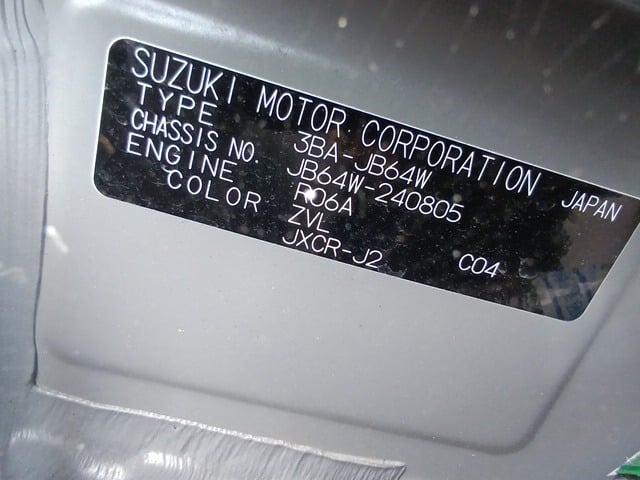 SUZUKI MOTOR CORPORATION JAPAN
TYPE 3BA-JB64W
CHASSIS NO. JB64W-240805
ENGINE R06A
COLOR ZVL
JXCR-J2 C04